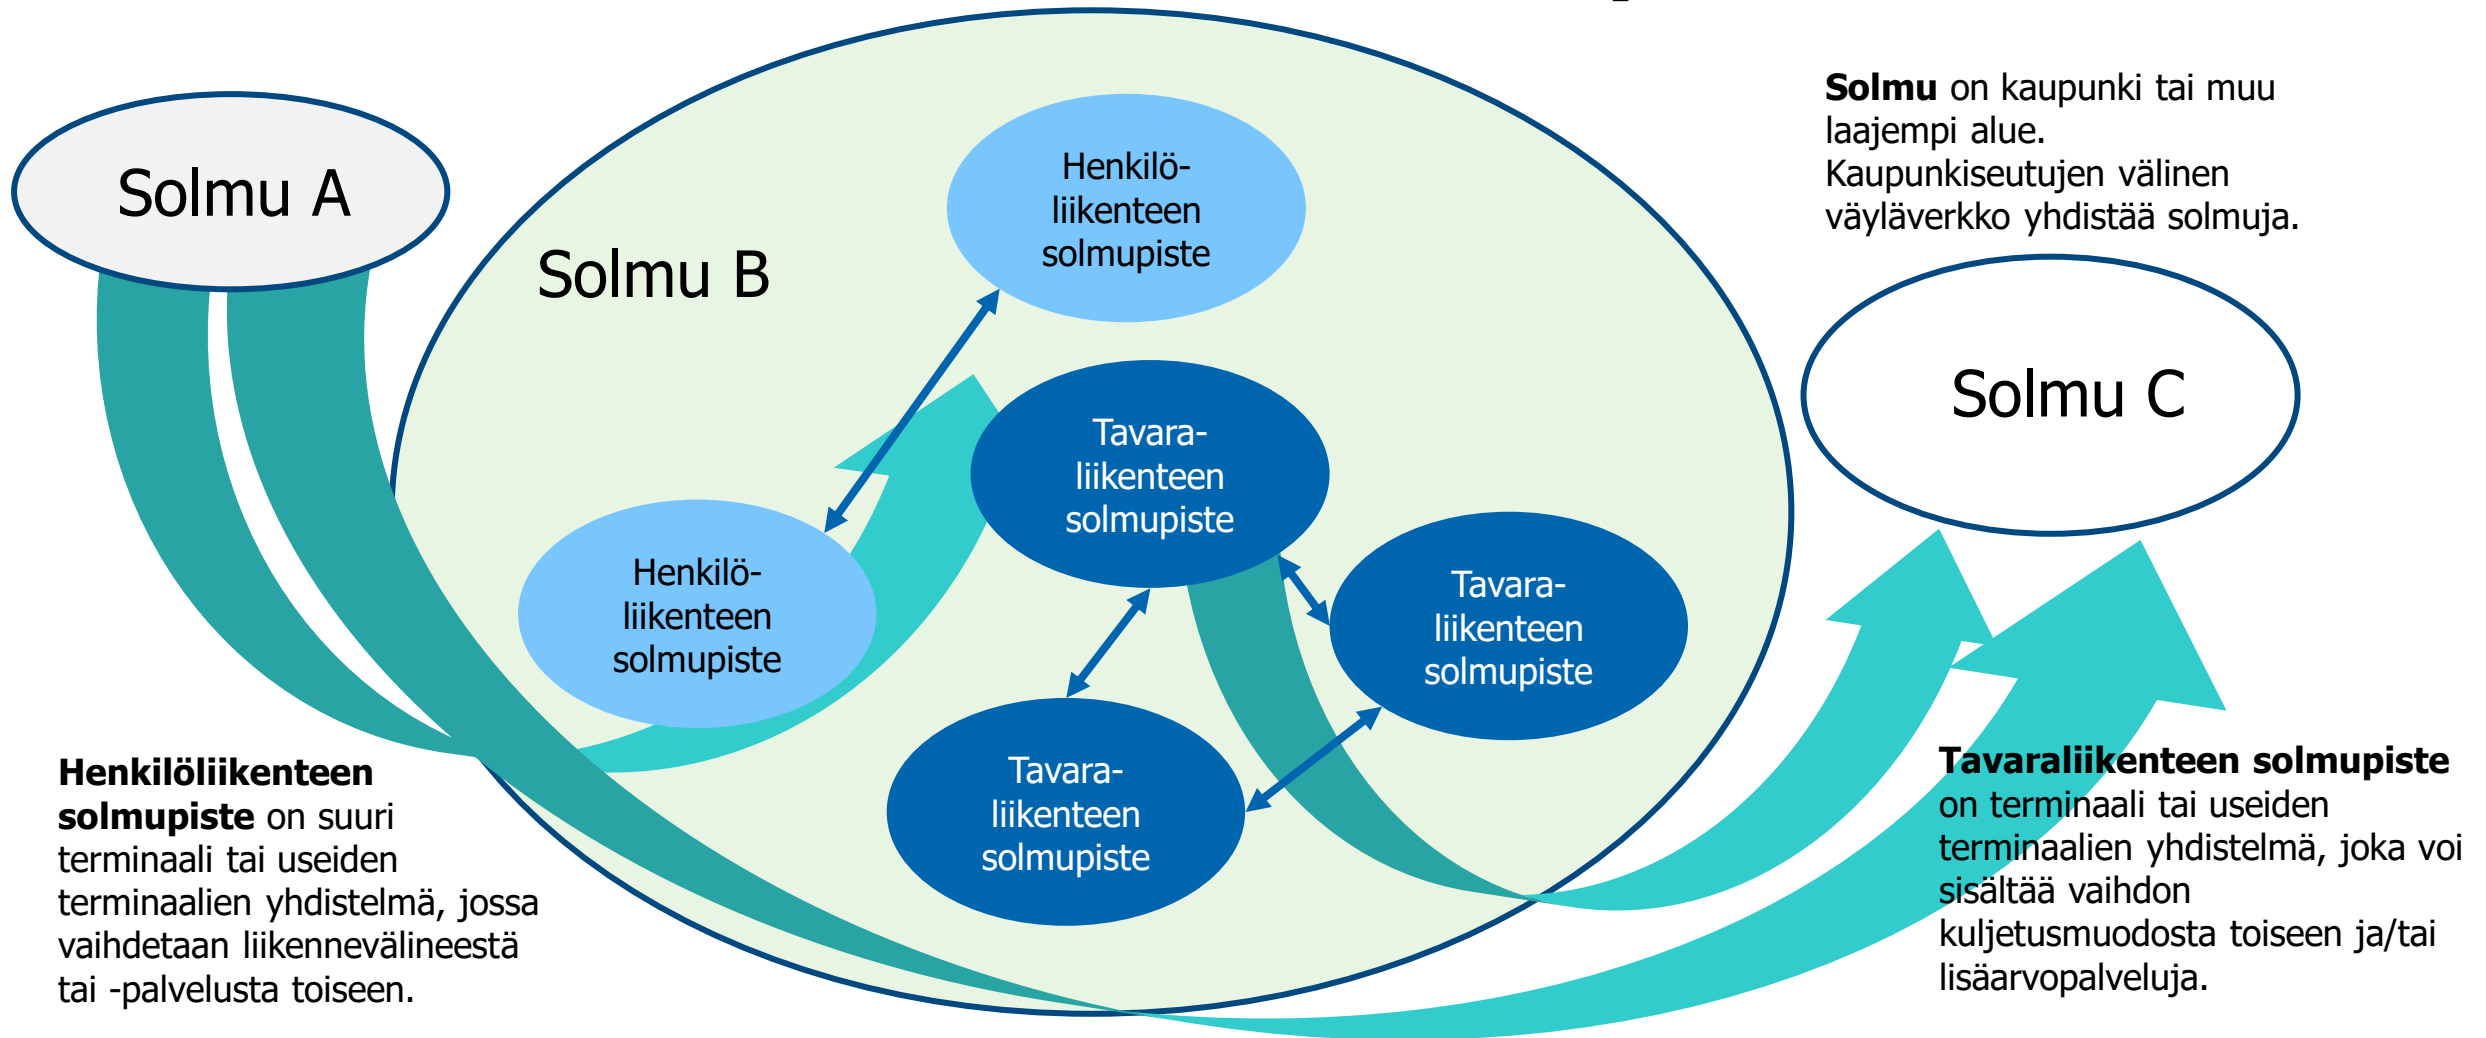 Solmu A
Solmu B
Henkilö-
liikenteen
solmupiste
Solmu on kaupunki tai muu
laajempi alue.
Kaupunkiseutujen välinen
väyläverkko yhdistää solmuja.
Solmu C
Tavara-
liikenteen
solmupiste
Henkilö-
liikenteen
solmupiste
Tavara-
liikenteen
solmupiste
Tavara-
liikenteen
solmupiste
Henkilöliikenteen
solmupiste on suuri
terminaali tai useiden
terminaalien yhdistelmä, jossa
vaihdetaan liikennevälineestä
tai -palvelusta toiseen.
Tavaraliikenteen solmupiste
on terminaali tai useiden
terminaalien yhdistelmä, joka voi
sisältää vaihdon
kuljetusmuodosta toiseen ja/tai
lisäarvopalveluja.